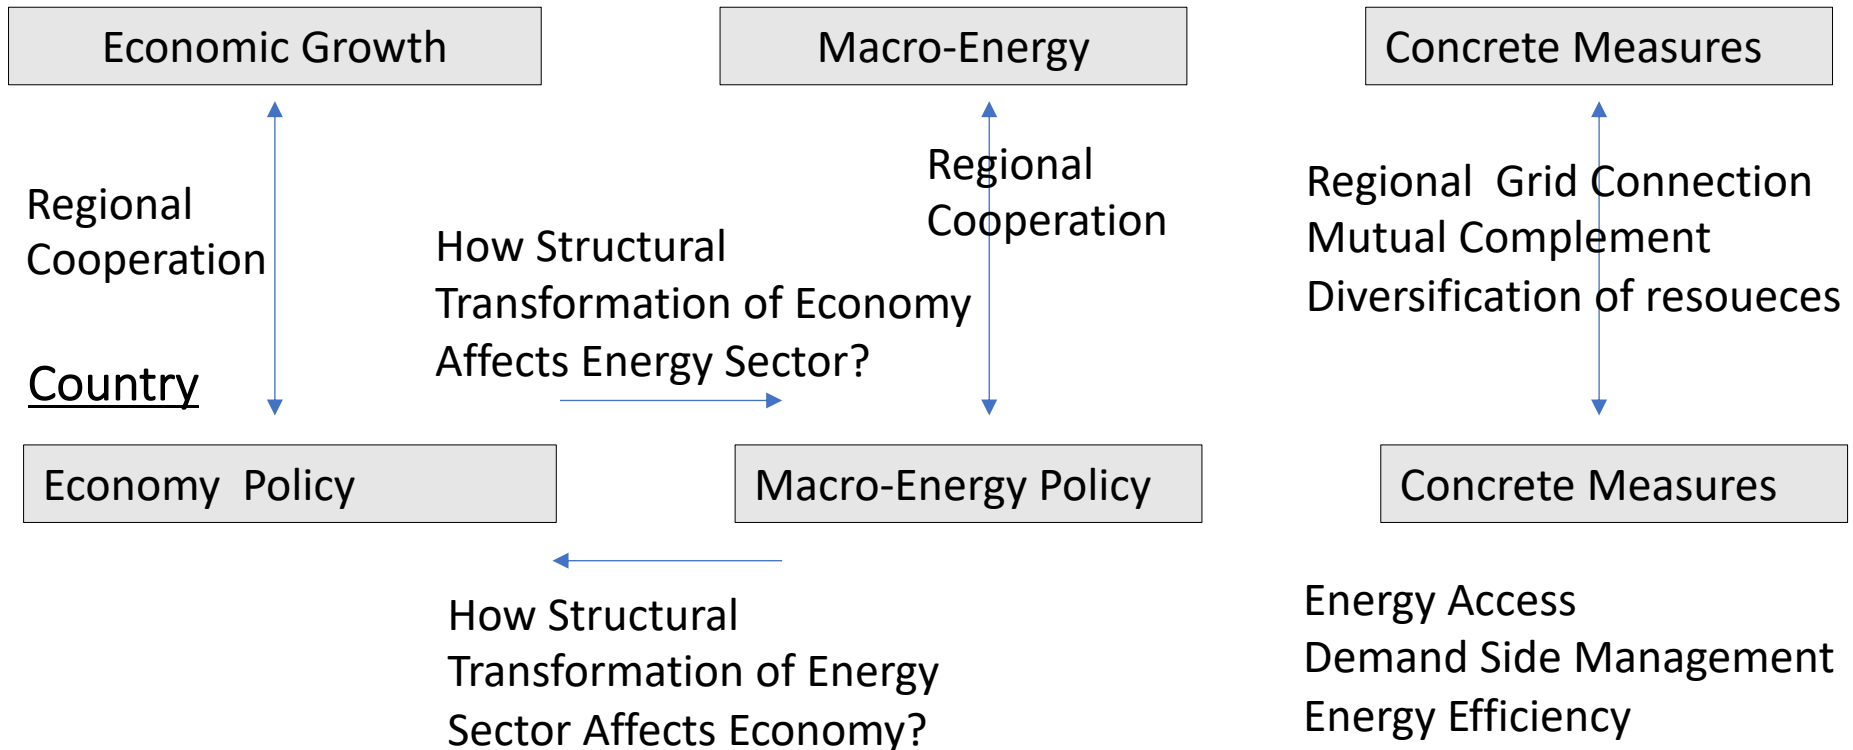 Economic Growth
Macro-Energy
Concrete Measures
Regional
Cooperation
How Structural
Transformation of Economy
Affects Energy Sector?
Regional
Cooperation
Regional  Grid Connection
Mutual Complement
Diversification of resoueces
Country
Economy  Policy
Macro-Energy Policy
Concrete Measures
How Structural
Transformation of Energy
Sector Affects Economy?
Energy Access
Demand Side Management
Energy Efficiency